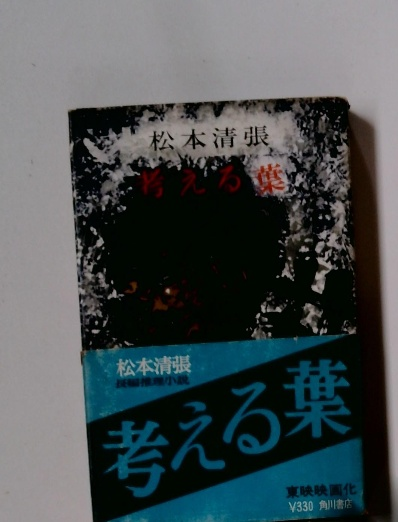 松本清張
考える葉
松本清張
長編推理小説
考える葉
東映映画化
¥330 角川書店